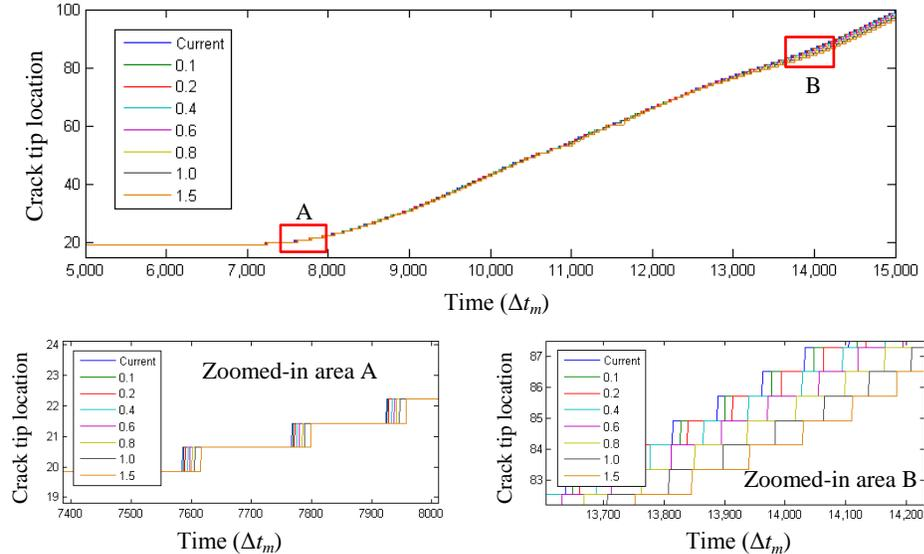 100
80
60
40
20
Crack tip location
Current
0.1
0.2
0.4
0.6
0.8
1.0
1.5
A
B
5,000 6,000 7,000 8,000 9,000 10,000 11,000 12,000 13,000 14,000 15,000
Time (Δtₘ)
24
23
22
21
20
19
Crack tip location
Current
0.1
0.2
0.4
0.6
0.8
1.0
1.5
Zoomed-in area A
7400 7500 7600 7700 7800 7900 8000
Time (Δtₘ)
87
86
85
84
83
Crack tip location
Current
0.1
0.2
0.4
0.6
0.8
1.0
1.5
Zoomed-in area B
13,700 13,800 13,900 14,000 14,100 14,200
Time (Δtₘ)